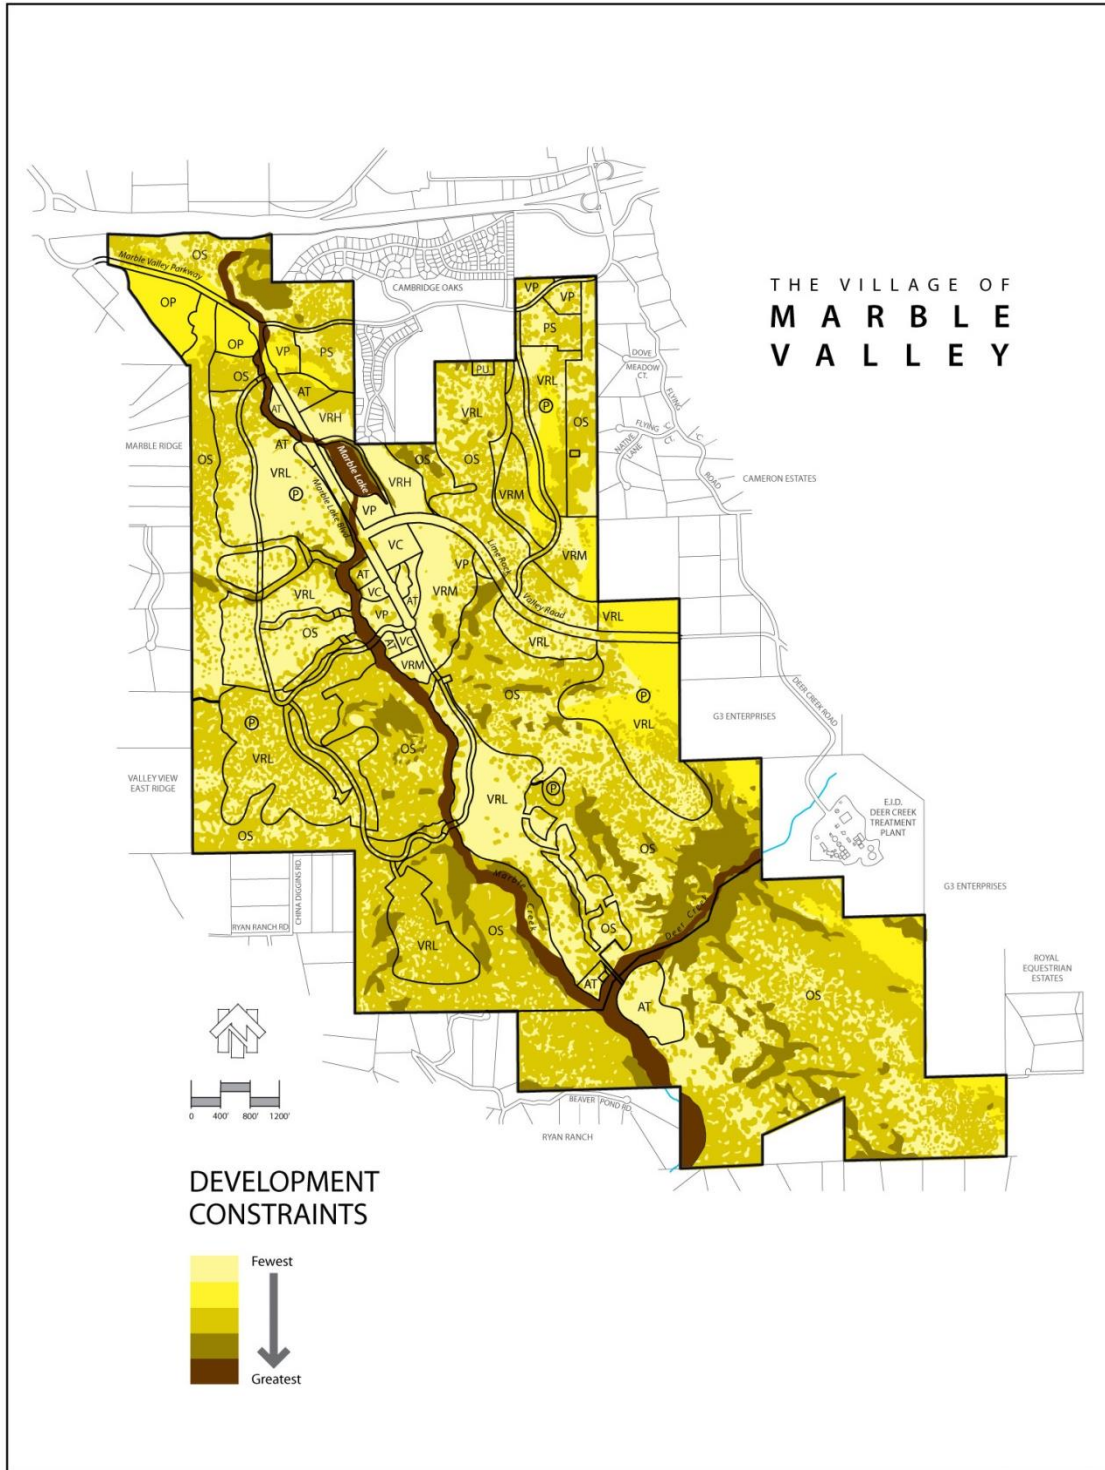 THE VILLAGE OF
MARBLE
VALLEY
OS
Marble Valley Parkway
CAMBRIDGE OAKS
VP
VP
OP
OP
VP
PS
PS
OS
AT
AT
VRH
PU
VRL
VRL
P
OS
DOVE
MEADOW
CT.
FLYING
C
ROAD
FLYING
C CT.
NATIVE
LANE
MARBLE RIDGE
OS
AT
VRL
P
Marble Lake
Marble Lake Blvd.
OS
VRH
OS
VRM
CAMERON ESTATES
VP
VC
Lime Rock
Valley Road
VRM
AT
VC
AT
VRM
VP
VRL
VP
OS
AT
VC
VRM
VRL
VRL
OS
P
VRL
DEER CREEK ROAD
G3 ENTERPRISES
P
VRL
OS
VALLEY VIEW
EAST RIDGE
VRL
P
E.I.D.
DEER CREEK
TREATMENT
PLANT
OS
OS
G3 ENTERPRISES
CHINA DIGGINS RD.
RYAN RANCH RD.
Marble Creek
Deer Creek
VRL
OS
OS
ROYAL
EQUESTRIAN
ESTATES
AT
AT
OS
0 400' 800' 1200'
BEAVER POND RD.
RYAN RANCH
DEVELOPMENT
CONSTRAINTS
Fewest
Greatest